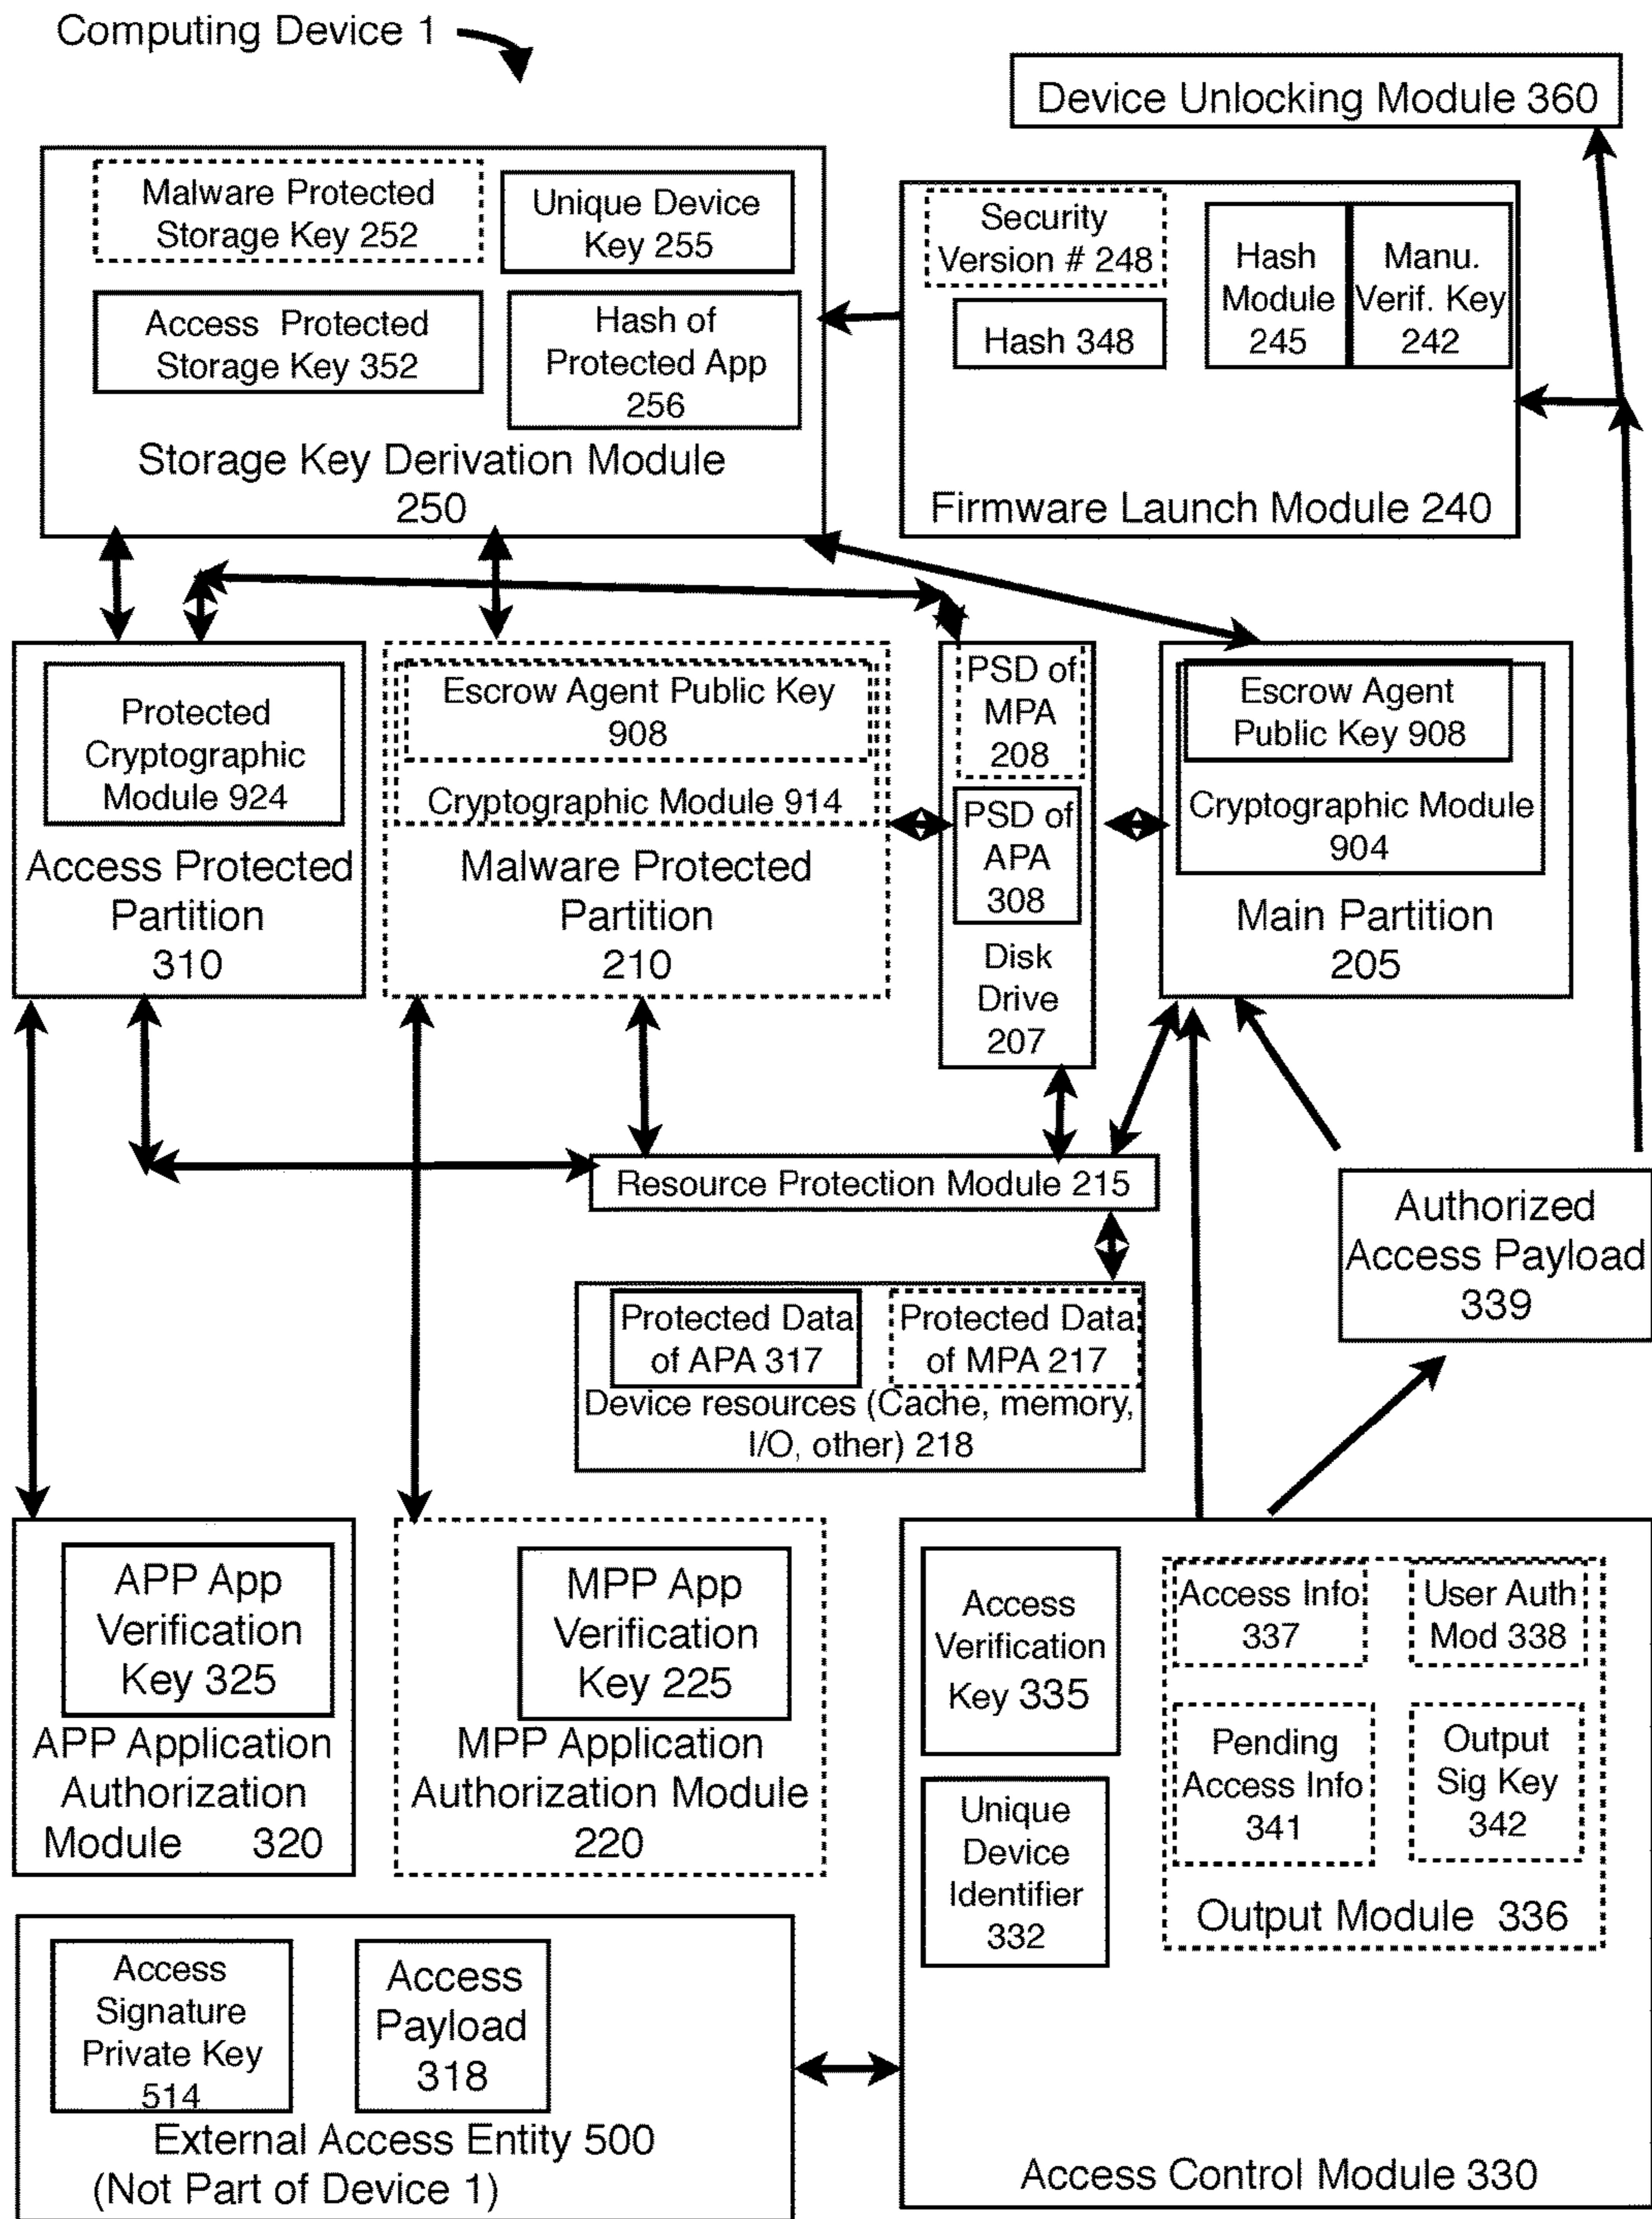 Computing Device 1
Device Unlocking Module 360
Malware Protected
Storage Key 252
Unique Device
Key 255
Access Protected
Storage Key 352
Hash of
Protected App
256
Storage Key Derivation Module
250
Security
Version # 248
Hash 348
Hash
Module
245
Manu.
Verif. Key
242
Firmware Launch Module 240
Protected
Cryptographic
Module 924
Access Protected
Partition
310
Escrow Agent Public Key
908
Cryptographic Module 914
Malware Protected
Partition
210
PSD of
MPA
208
PSD of
APA
308
Disk
Drive
207
Escrow Agent
Public Key 908
Cryptographic Module
904
Main Partition
205
Resource Protection Module 215
Authorized
Access Payload
339
Protected Data
of APA 317
Protected Data
of MPA 217
Device resources (Cache, memory,
I/O, other) 218
APP App
Verification
Key 325
APP Application
Authorization
Module 320
MPP App
Verification
Key 225
MPP Application
Authorization Module
220
Access
Verification
Key 335
Unique
Device
Identifier
332
Access Info
337
User Auth
Mod 338
Pending
Access Info
341
Output
Sig Key
342
Output Module 336
Access Control Module 330
Access
Signature
Private Key
514
Access
Payload
318
External Access Entity 500
(Not Part of Device 1)